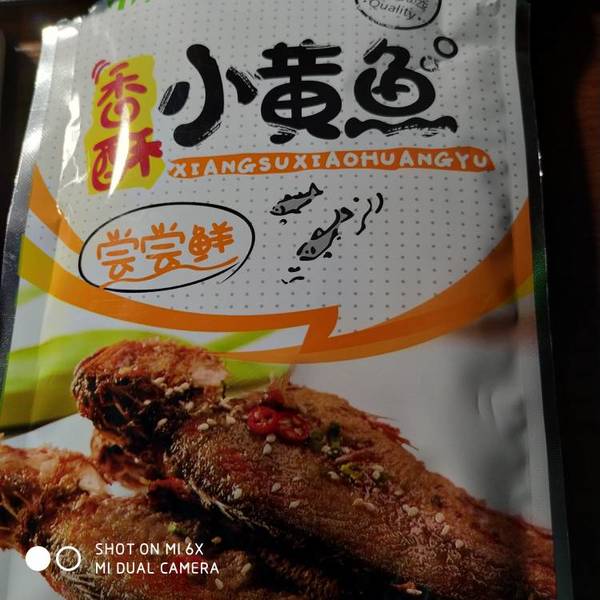 Quality
香酥
小黄鱼
XIANGSUXIAOHUANGYU
尝尝鲜
SHOT ON MI 6X
MI DUAL CAMERA